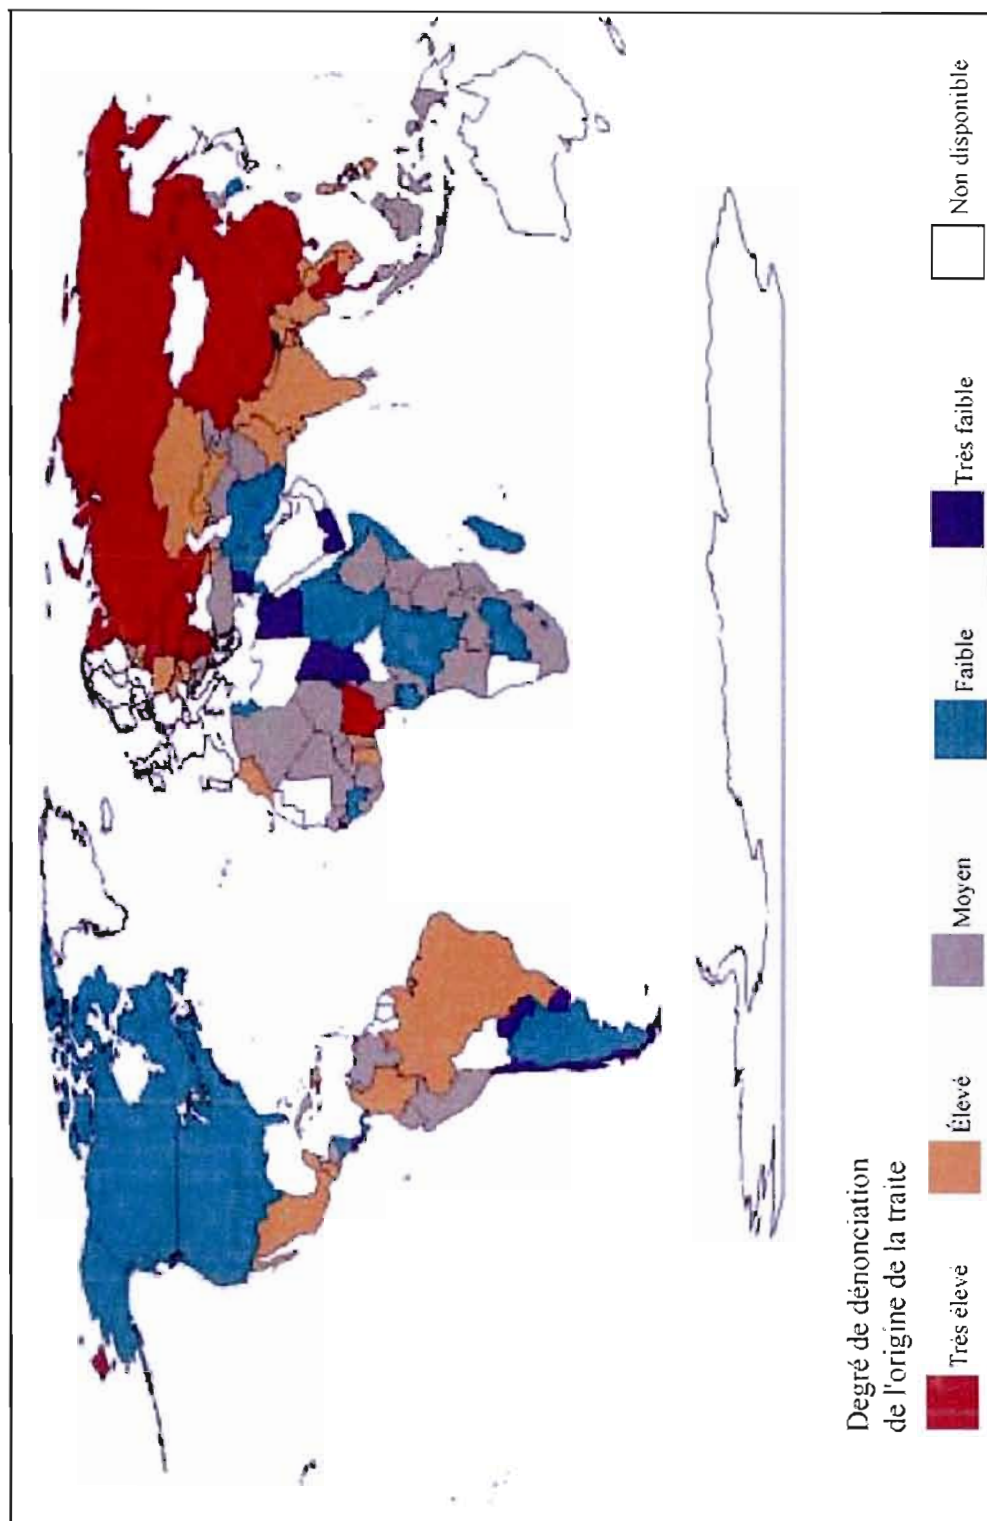 Degré de dénonciation
de l'origine de la traite
Très élevé
Élevé
Moyen
Faible
Très faible
Non disponible